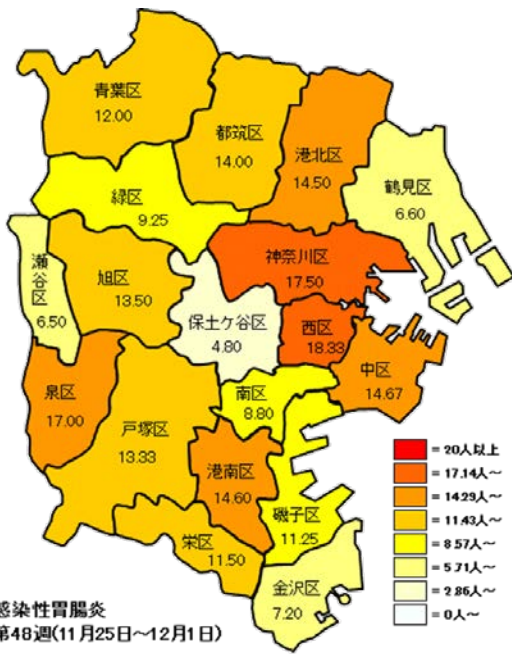 青葉区
12.00
都筑区
14.00
港北区
14.50
鶴見区
6.60
緑区
9.25
神奈川区
17.50
瀬谷区
6.50
旭区
13.50
保土ケ谷区
4.80
西区
18.33
中区
14.67
泉区
17.00
南区
8.80
戸塚区
13.33
港南区
14.60
磯子区
11.25
栄区
11.50
金沢区
7.20
= 20人以上
= 17.14人～
= 14.29人～
= 11.43人～
= 8.57人～
= 5.71人～
= 2.86人～
= 0人～
感染性胃腸炎
第48週(11月25日～12月1日)